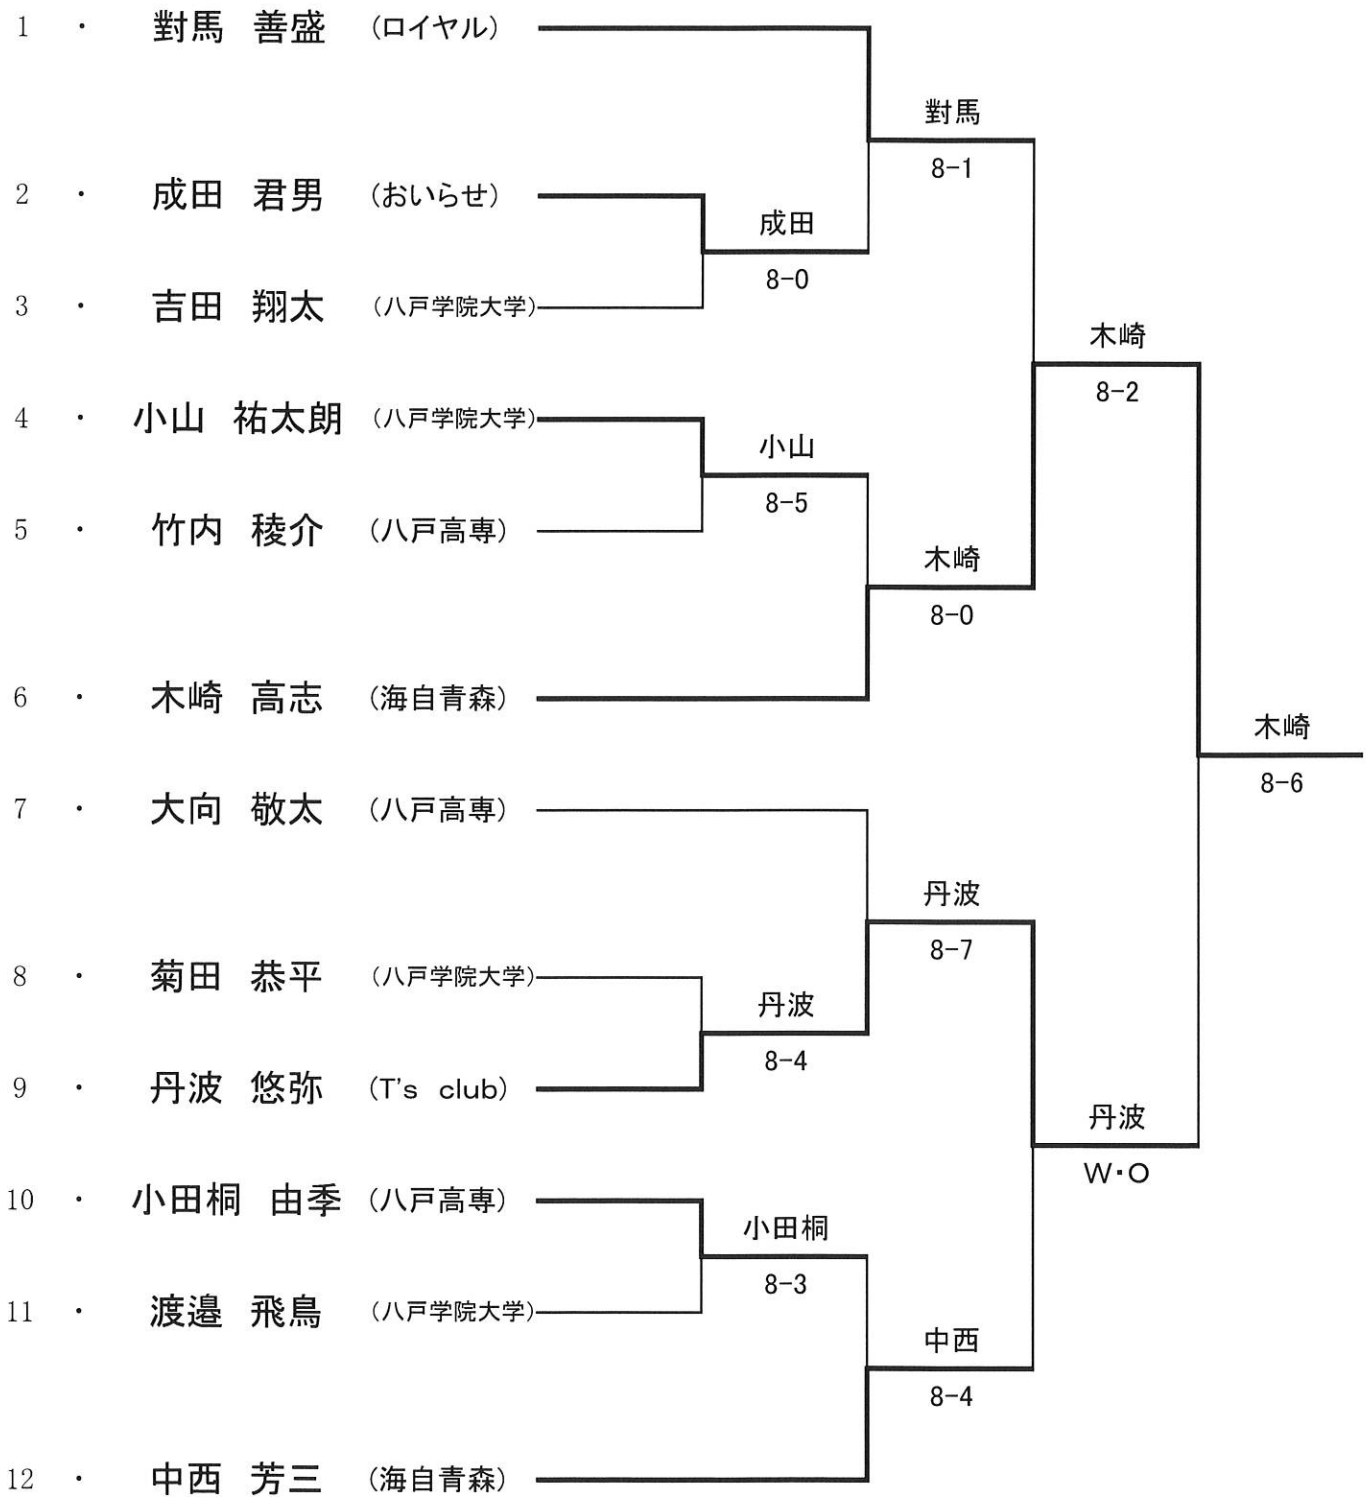 1 ・ 對馬 善盛 (ロイヤル)
對馬
8-1
2 ・ 成田 君男 (おいらせ)
成田
8-0
3 ・ 吉田 翔太 (八戸学院大学)
木崎
8-2
4 ・ 小山 祐太朗 (八戸学院大学)
小山
8-5
5 ・ 竹内 稜介 (八戸高専)
木崎
8-0
6 ・ 木崎 高志 (海自青森)
木崎
8-6
7 ・ 大向 敬太 (八戸高専)
丹波
8-7
8 ・ 菊田 恭平 (八戸学院大学)
丹波
8-4
9 ・ 丹波 悠弥 (T's club)
丹波
W・O
10 ・ 小田桐 由季 (八戸高専)
小田桐
8-3
11 ・ 渡邉 飛鳥 (八戸学院大学)
中西
8-4
12 ・ 中西 芳三 (海自青森)